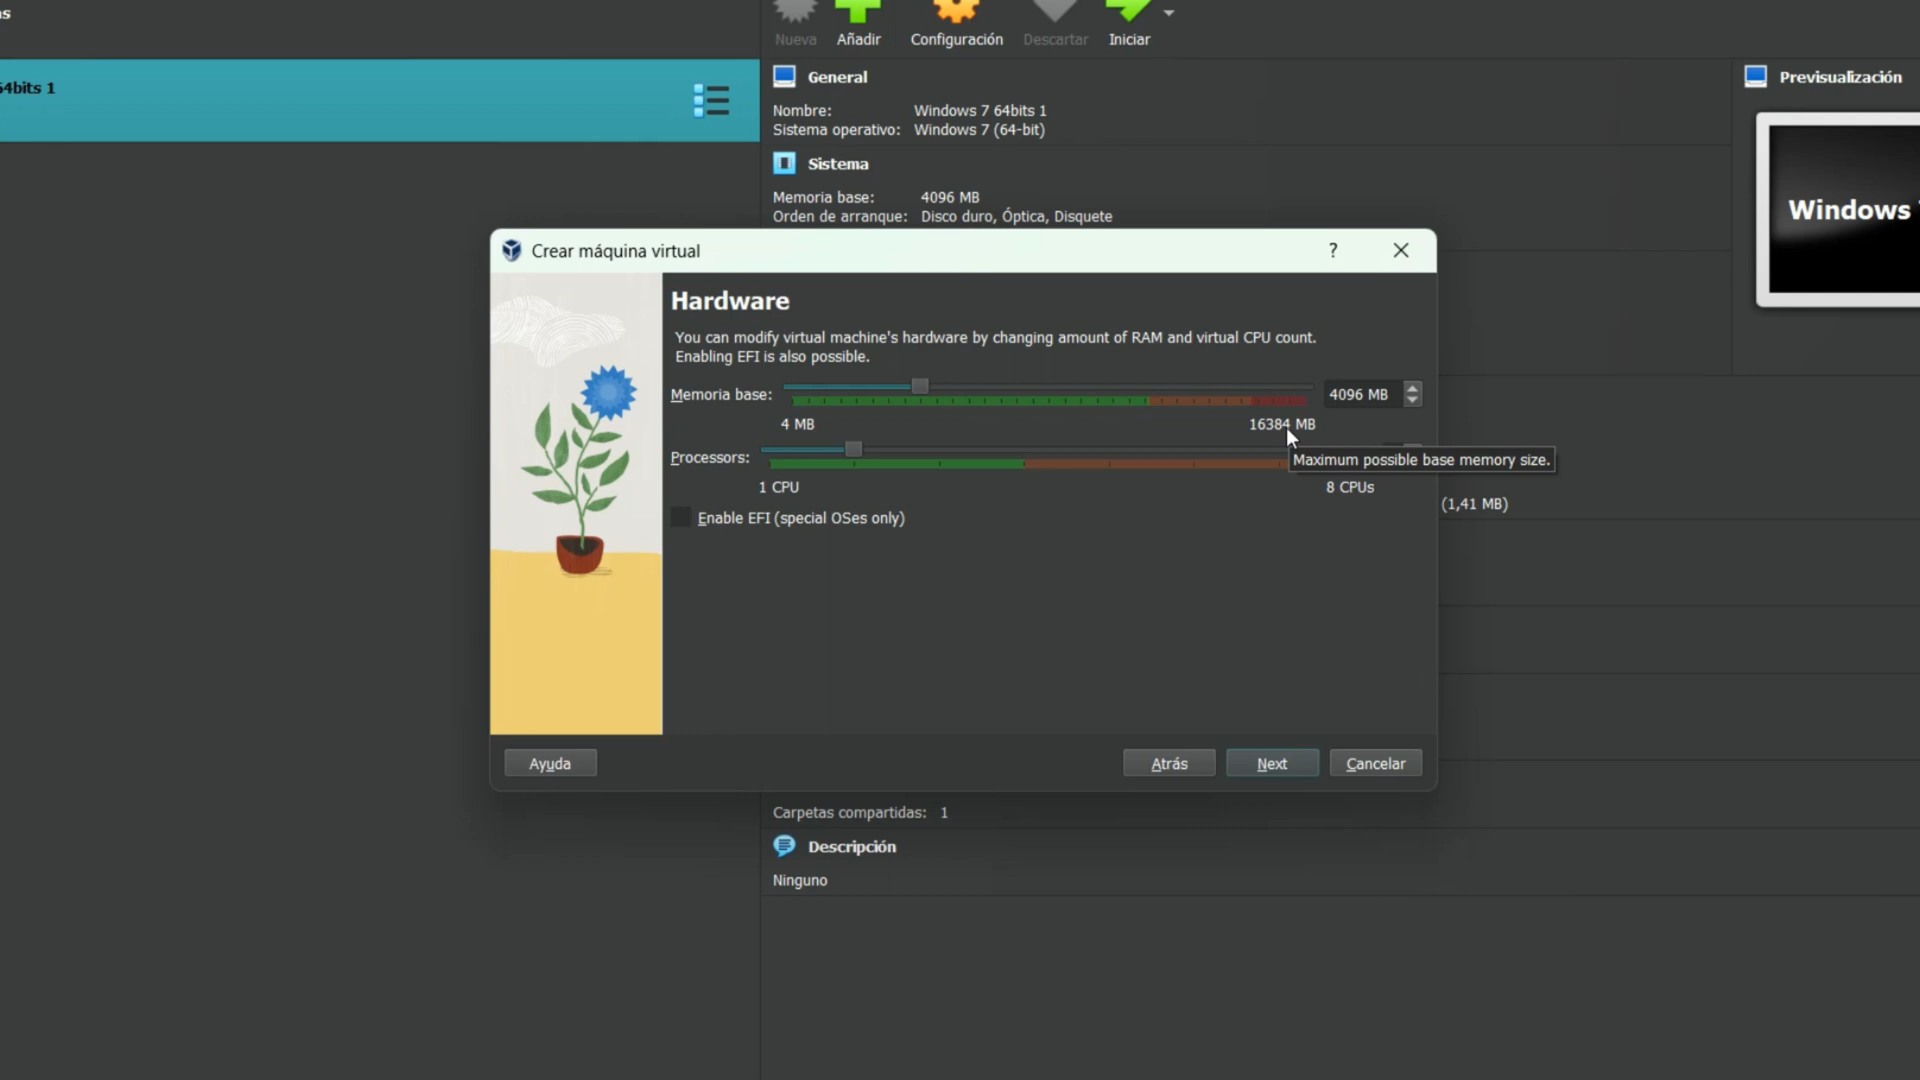 s
64bits 1
Nueva
Añadir
Configuración
Descartar
Iniciar
General
Nombre: Windows 7 64bits 1
Sistema operativo: Windows 7 (64-bit)
Sistema
Memoria base: 4096 MB
Orden de arranque: Disco duro, Óptica, Disquete
Previsualización
Windows
Crear máquina virtual
?
Hardware
You can modify virtual machine's hardware by changing amount of RAM and virtual CPU count.
Enabling EFI is also possible.
Memoria base:
4096 MB
4 MB
16384 MB
Processors:
Maximum possible base memory size.
1 CPU
8 CPUs
(1,41 MB)
Enable EFI (special OSes only)
Ayuda
Atrás
Next
Cancelar
Carpetas compartidas: 1
Descripción
Ninguno